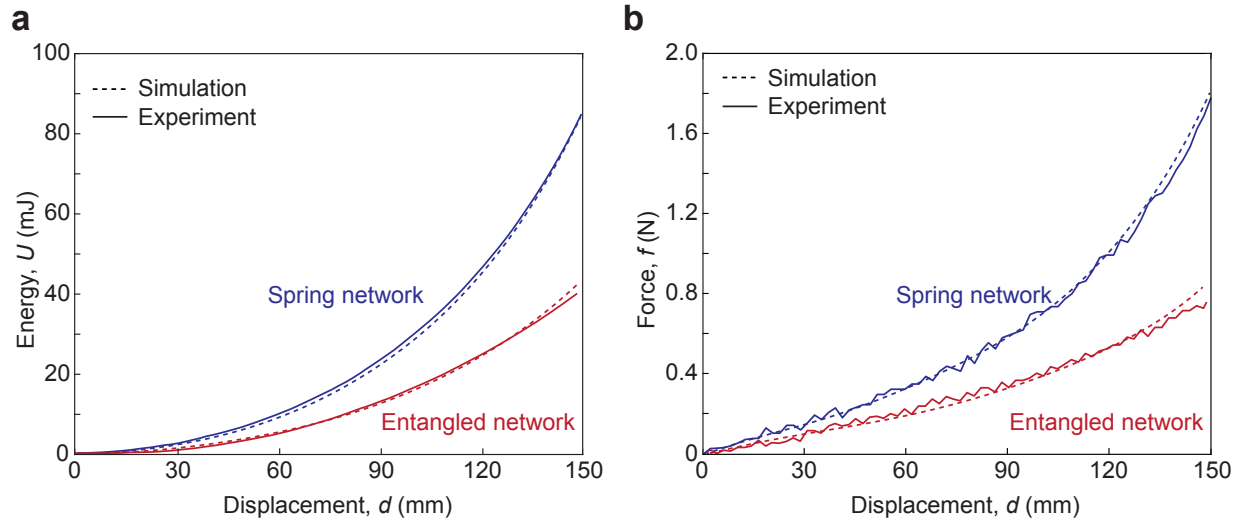 a
100
80
60
40
20
0
Energy, U (mJ)
Simulation
Experiment
Spring network
Entangled network
0 30 60 90 120 150
Displacement, d (mm)
b
2.0
1.6
1.2
0.8
0.4
0
Force, f (N)
Simulation
Experiment
Spring network
Entangled network
0 30 60 90 120 150
Displacement, d (mm)